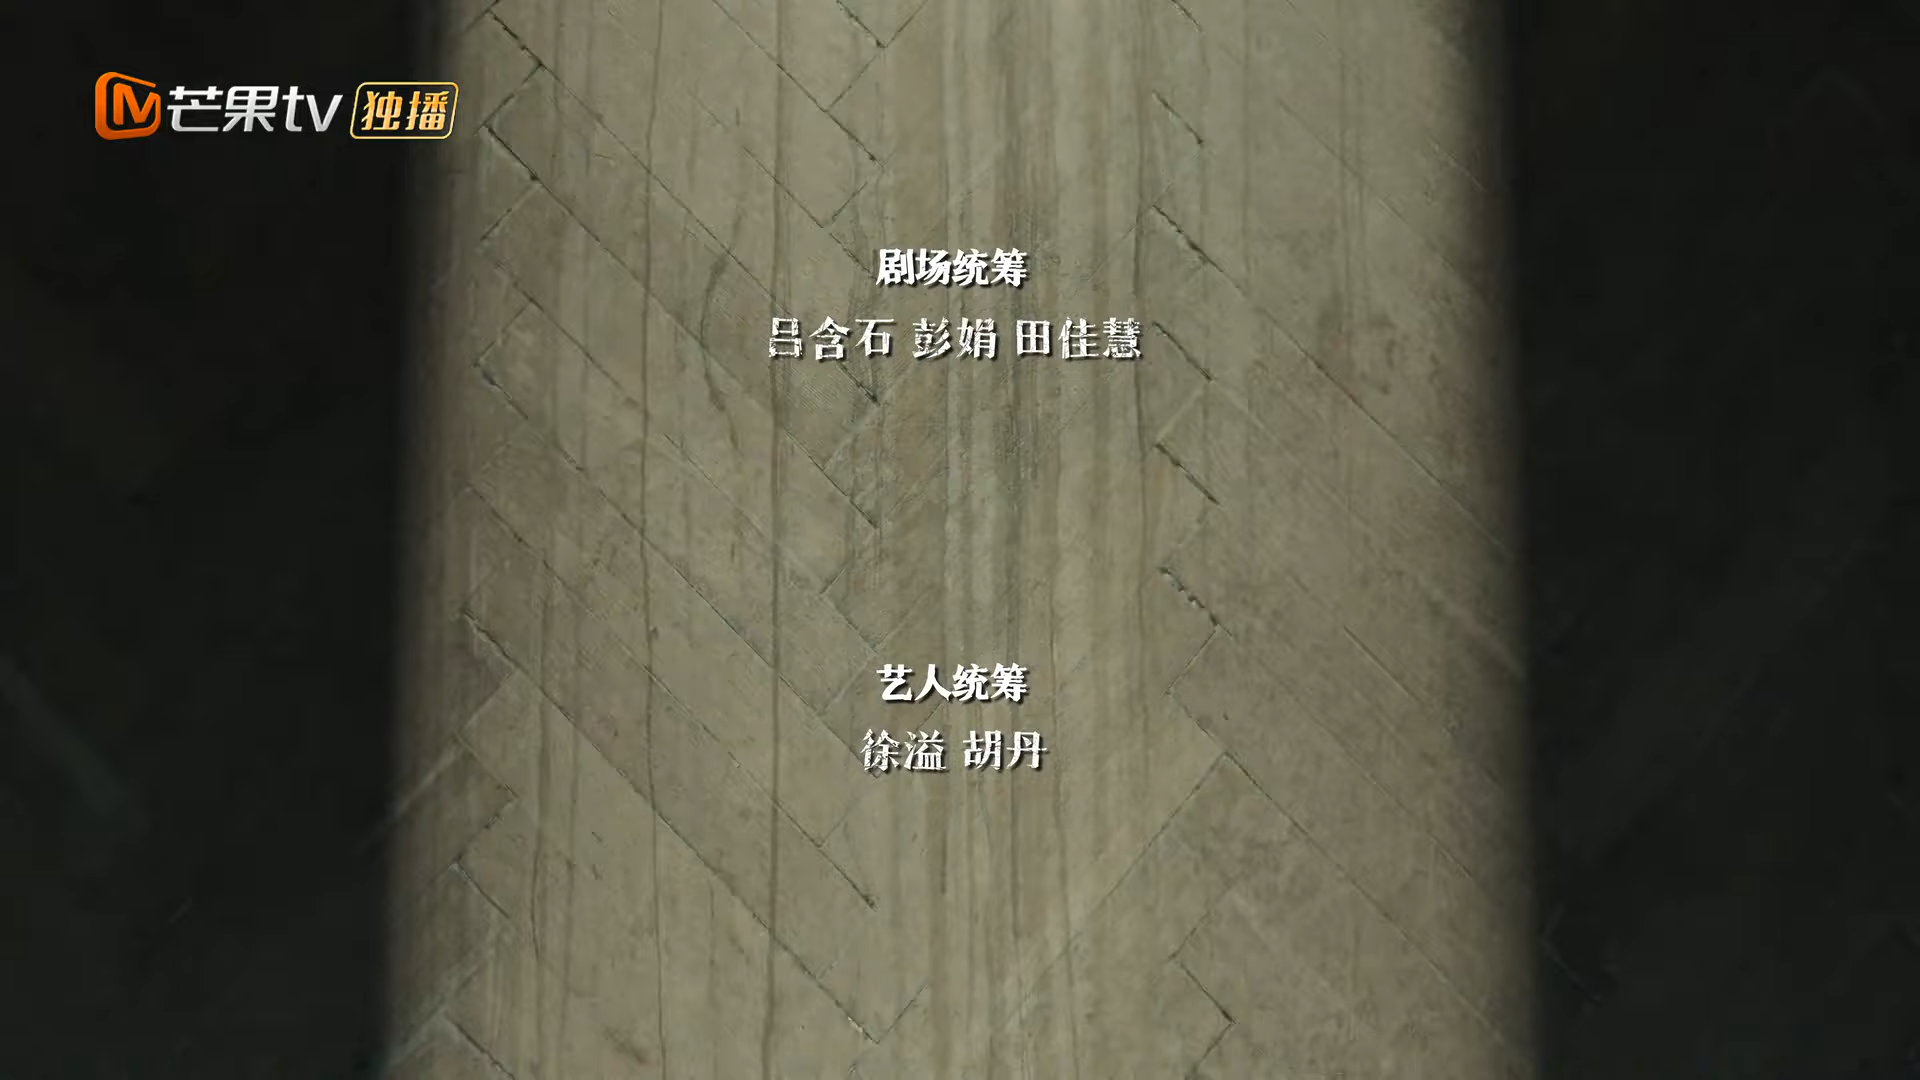 芒果tv 独播
剧场统筹
吕含石 彭娟 田佳慧
艺人统筹
徐溢 胡丹